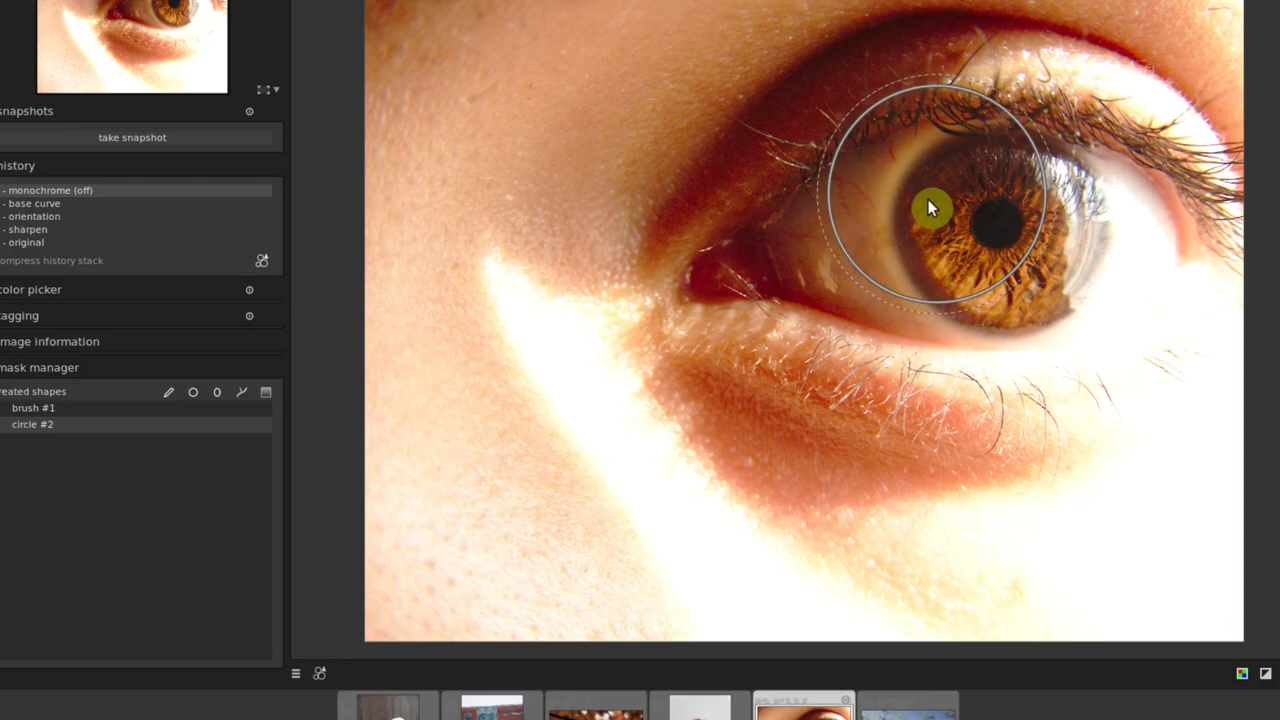 snapshots
take snapshot
history
- monochrome (off)
- base curve
- orientation
- sharpen
- original
ompress history stack
color picker
agging
mage information
mask manager
reated shapes
brush #1
circle #2